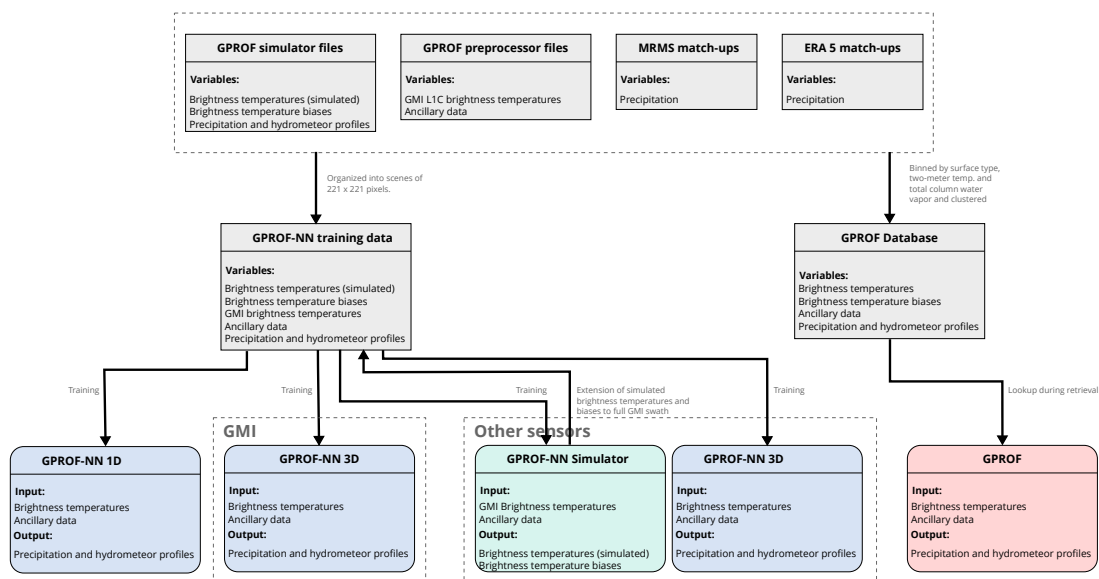 GPROF simulator files
Variables:
Brightness temperatures (simulated)
Brightness temperature biases
Precipitation and hydrometeor profiles
GPROF preprocessor files
Variables:
GMI L1C brightness temperatures
Ancillary data
MRMS match-ups
Variables:
Precipitation
ERA 5 match-ups
Variables:
Precipitation
Organized into scenes of
221 x 221 pixels.
Binned by surface type,
two-meter temp. and
total column water
vapor and clustered
GPROF-NN training data
Variables:
Brightness temperatures (simulated)
Brightness temperature biases
GMI brightness temperatures
Ancillary data
Precipitation and hydrometeor profiles
GPROF Database
Variables:
Brightness temperatures
Brightness temperature biases
Ancillary data
Precipitation and hydrometeor profiles
Training
Training
Training
Extension of simulated
brightness temperatures and
biases to full GMI swath
Training
Lookup during retrieval
GMI
Other sensors
GPROF-NN 1D
Input:
Brightness temperatures
Ancillary data
Output:
Precipitation and hydrometeor profiles
GPROF-NN 3D
Input:
Brightness temperatures
Ancillary data
Output:
Precipitation and hydrometeor profiles
GPROF-NN Simulator
Input:
GMI Brightness temperatures
Ancillary data
Output:
Brightness temperatures (simulated)
Brightness temperature biases
GPROF-NN 3D
Input:
Brightness temperatures
Ancillary data
Output:
Precipitation and hydrometeor profiles
GPROF
Input:
Brightness temperatures
Ancillary data
Output:
Precipitation and hydrometeor profiles